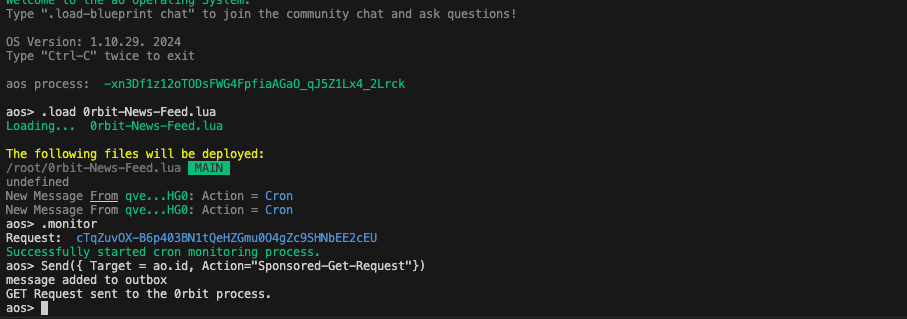 Welcome to the ao Operating System.
Type ".load-blueprint chat" to join the community chat and ask questions!
OS Version: 1.10.29. 2024
Type "Ctrl-C" twice to exit
aos process:  -xn3Df1z12oTODsFWG4FpfiaAGaO_qJ5Z1Lx4_2Lrck
aos> .load 0rbit-News-Feed.lua
Loading...  0rbit-News-Feed.lua
The following files will be deployed:
/root/0rbit-News-Feed.lua  MAIN
undefined
New Message From qve...HG0: Action = Cron
New Message From qve...HG0: Action = Cron
aos> .monitor
Request:  cTqZuvOX-B6p403BN1tQeHZGmu0O4gZc9SHNbEE2cEU
Successfully started cron monitoring process.
aos> Send({ Target = ao.id, Action="Sponsored-Get-Request"})
message added to outbox
GET Request sent to the 0rbit process.
aos>